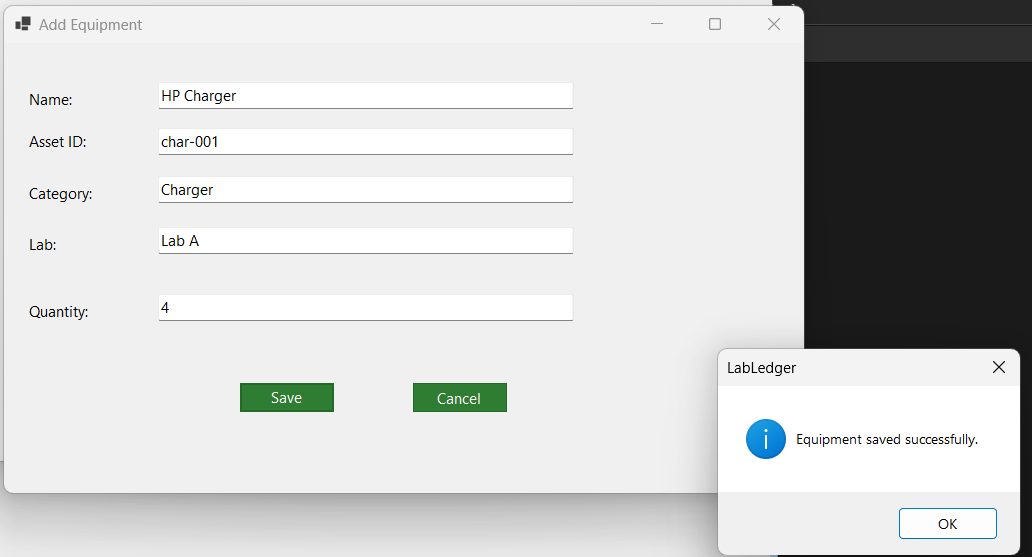 Add Equipment
Name: HP Charger
Asset ID: char-001
Category: Charger
Lab: Lab A
Quantity: 4
Save Cancel
LabLedger
Equipment saved successfully.
OK